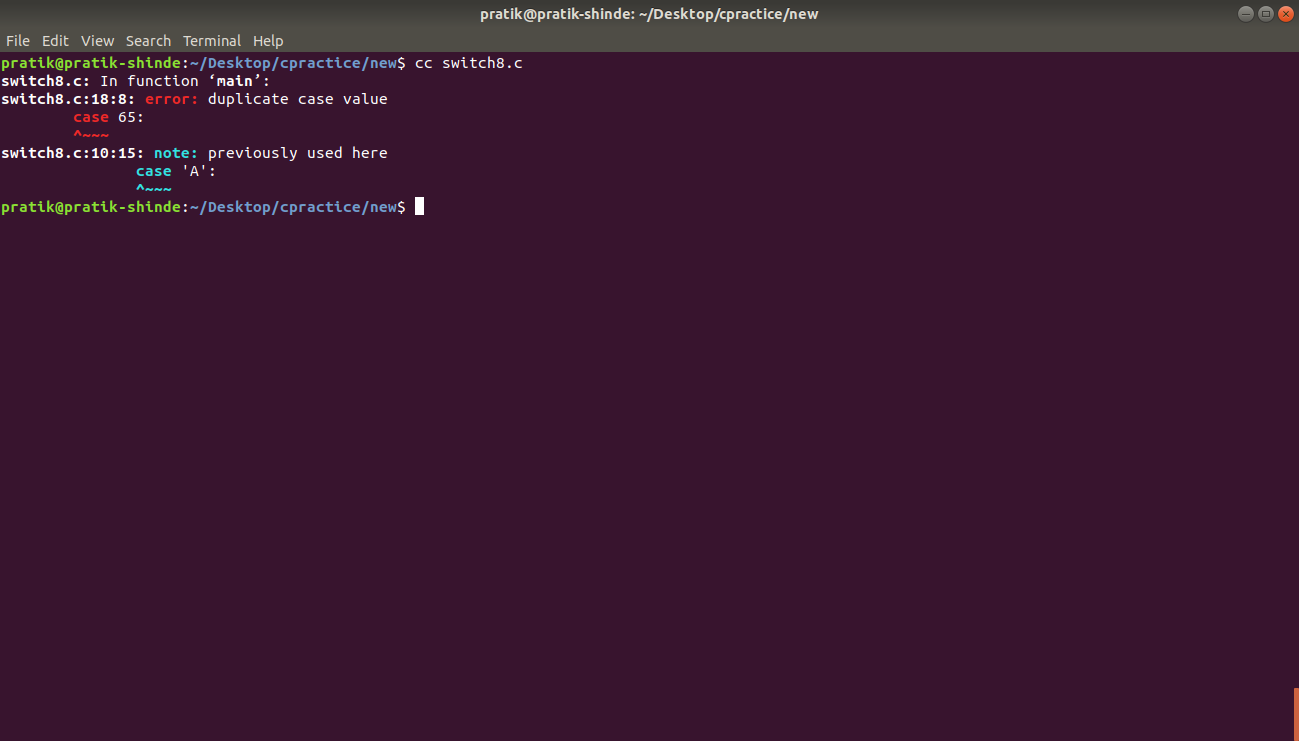 pratik@pratik-shinde: ~/Desktop/cpractice/new
File Edit View Search Terminal Help
pratik@pratik-shinde:~/Desktop/cpractice/new$ cc switch8.c
switch8.c: In function ‘main’:
switch8.c:18:8: error: duplicate case value
        case 65:
        ^~~~
switch8.c:10:15: note: previously used here
               case 'A':
               ^~~~
pratik@pratik-shinde:~/Desktop/cpractice/new$